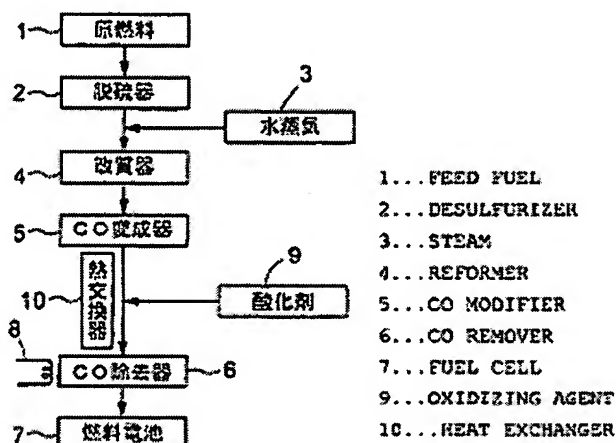 1
原燃料
2
脱硫器
3
水蒸気
4
改質器
5
CO変成器
10
熱交換器
9
酸化剤
8
CO除去器
6
7
燃料電池
1...FEED FUEL
2...DESULFURIZER
3...STEAM
4...REFORMER
5...CO MODIFIER
6...CO REMOVER
7...FUEL CELL
9...OXIDIZING AGENT
10...HEAT EXCHANGER